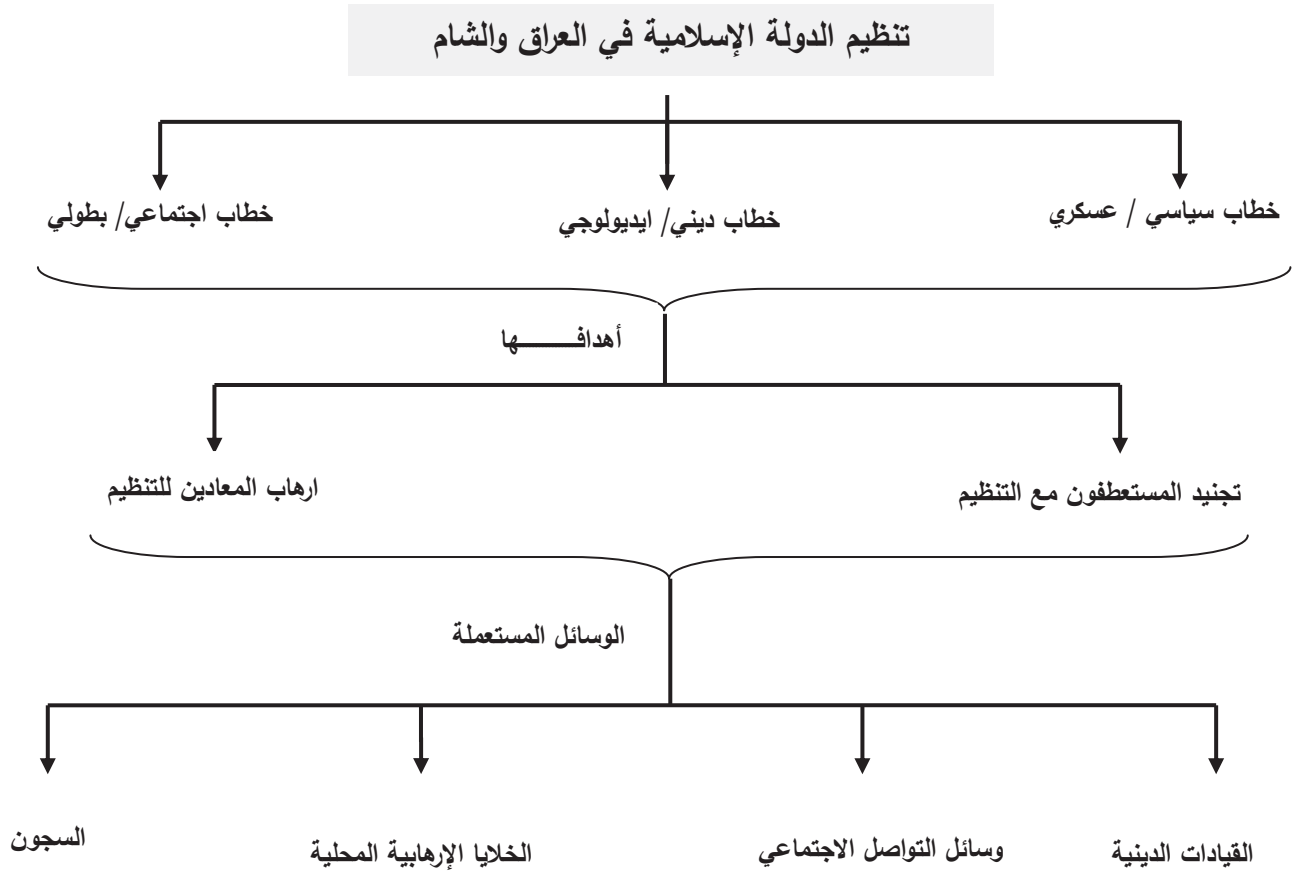 تنظيم الدولة الإسلامية في العراق والشام
خطاب سياسي / عسكري
خطاب ديني/ ايديولوجي
خطاب اجتماعي/ بطولي
أهدافــــــــها
تجنيد المستعطفون مع التنظيم
ارهاب المعادين للتنظيم
الوسائل المستعملة
القيادات الدينية
وسائل التواصل الاجتماعي
الخلايا الإرهابية المحلية
السجون